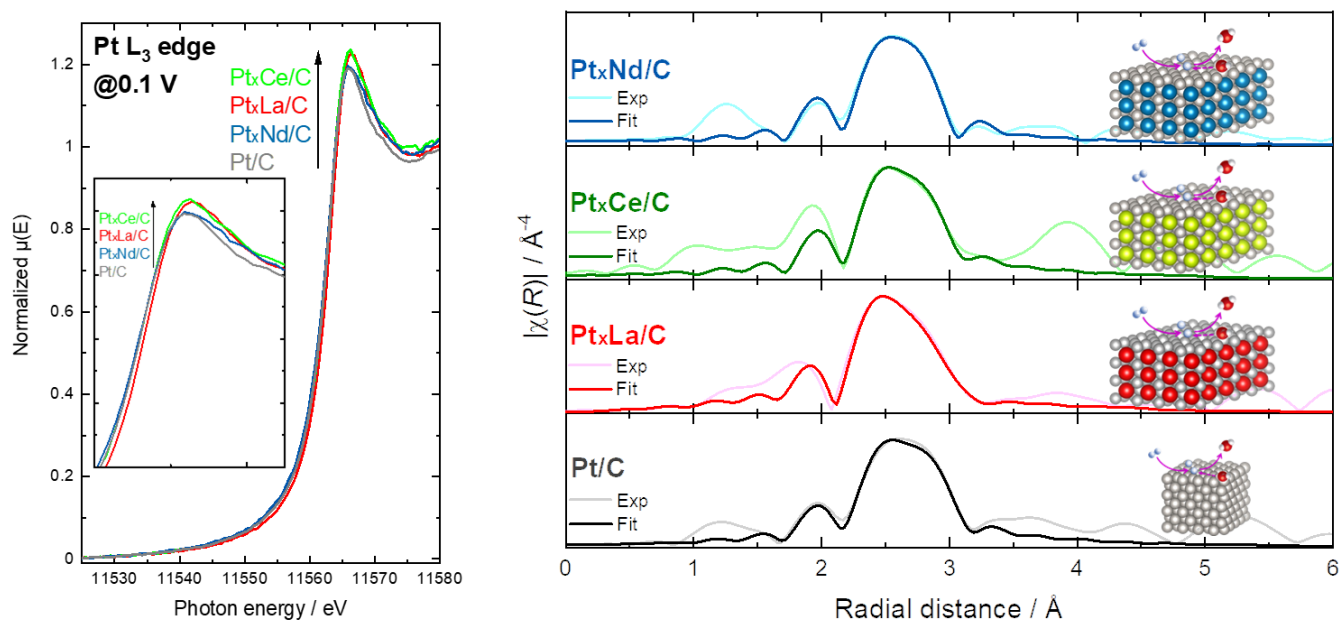 Pt L₃ edge
@0.1 V
PtxCe/C
PtxLa/C
PtxNd/C
Pt/C
PtxCe/C
PtxLa/C
PtxNd/C
Pt/C
Normalized μ(E)
1.2
1
0.8
0.6
0.4
0.2
0
11530 11540 11550 11560 11570 11580
Photon energy / eV
|χ(R)| / Å⁻⁴
PtxNd/C
Exp
Fit
PtxCe/C
Exp
Fit
PtxLa/C
Exp
Fit
Pt/C
Exp
Fit
0 1 2 3 4 5 6
Radial distance / Å